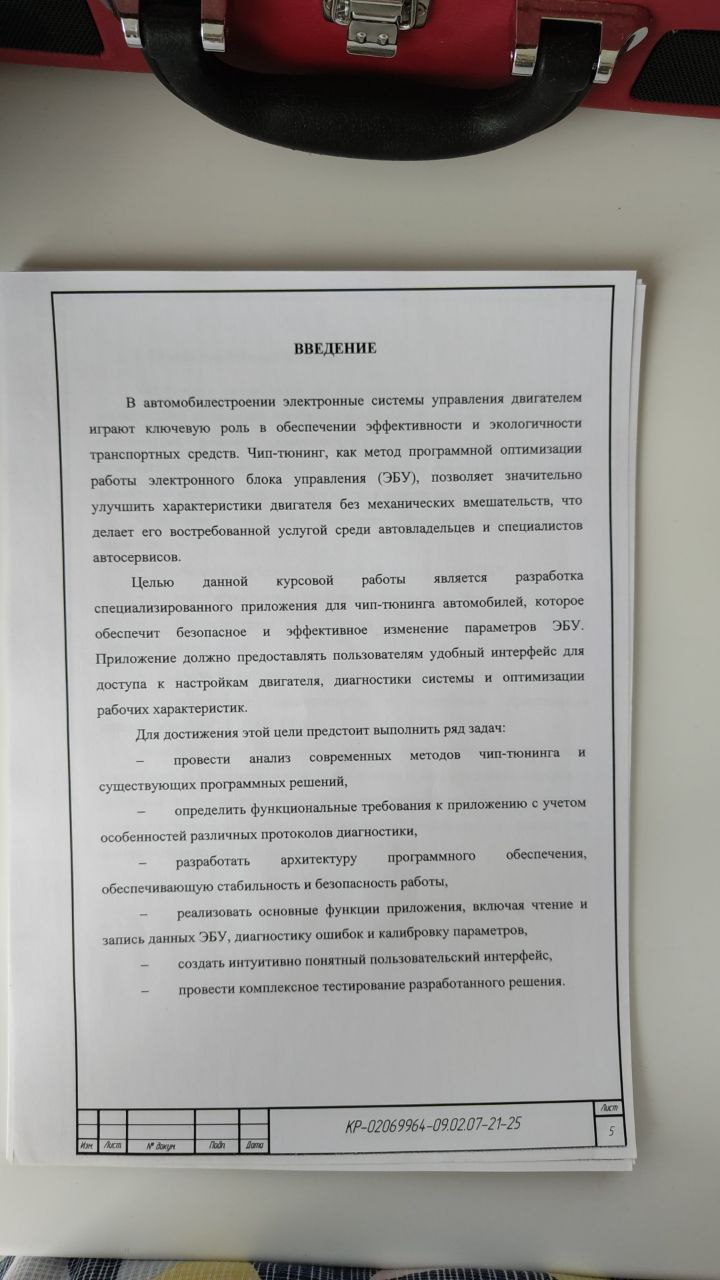 ВВЕДЕНИЕ
В автомобилестроении электронные системы управления двигателем
играют ключевую роль в обеспечении эффективности и экологичности
транспортных средств. Чип-тюнинг, как метод программной оптимизации
работы электронного блока управления (ЭБУ), позволяет значительно
улучшить характеристики двигателя без механических вмешательств, что
делает его востребованной услугой среди автовладельцев и специалистов
автосервисов.
Целью данной курсовой работы является разработка
специализированного приложения для чип-тюнинга автомобилей, которое
обеспечит безопасное и эффективное изменение параметров ЭБУ.
Приложение должно предоставлять пользователям удобный интерфейс для
доступа к настройкам двигателя, диагностики системы и оптимизации
рабочих характеристик.
Для достижения этой цели предстоит выполнить ряд задач:
– провести анализ современных методов чип-тюнинга и
существующих программных решений,
– определить функциональные требования к приложению с учетом
особенностей различных протоколов диагностики,
– разработать архитектуру программного обеспечения,
обеспечивающую стабильность и безопасность работы,
– реализовать основные функции приложения, включая чтение и
запись данных ЭБУ, диагностику ошибок и калибровку параметров,
– создать интуитивно понятный пользовательский интерфейс,
– провести комплексное тестирование разработанного решения.
КР-02069964-09.02.07-21-25
Лист
5
Изм. Лист № докум. Подп. Дата